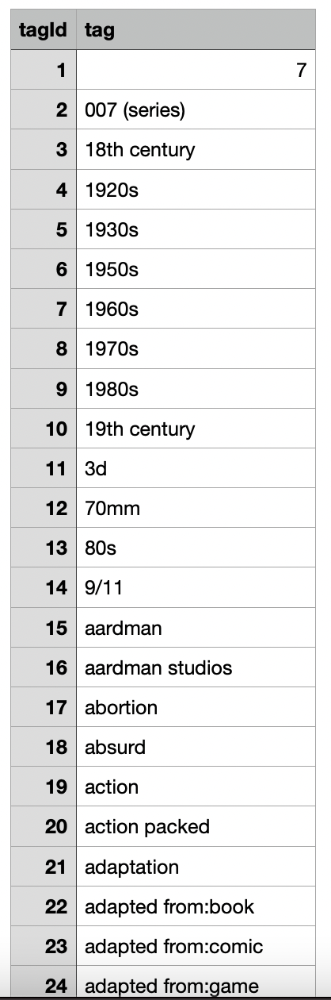 tagId tag
1 7
2 007 (series)
3 18th century
4 1920s
5 1930s
6 1950s
7 1960s
8 1970s
9 1980s
10 19th century
11 3d
12 70mm
13 80s
14 9/11
15 aardman
16 aardman studios
17 abortion
18 absurd
19 action
20 action packed
21 adaptation
22 adapted from:book
23 adapted from:comic
24 adapted from:game